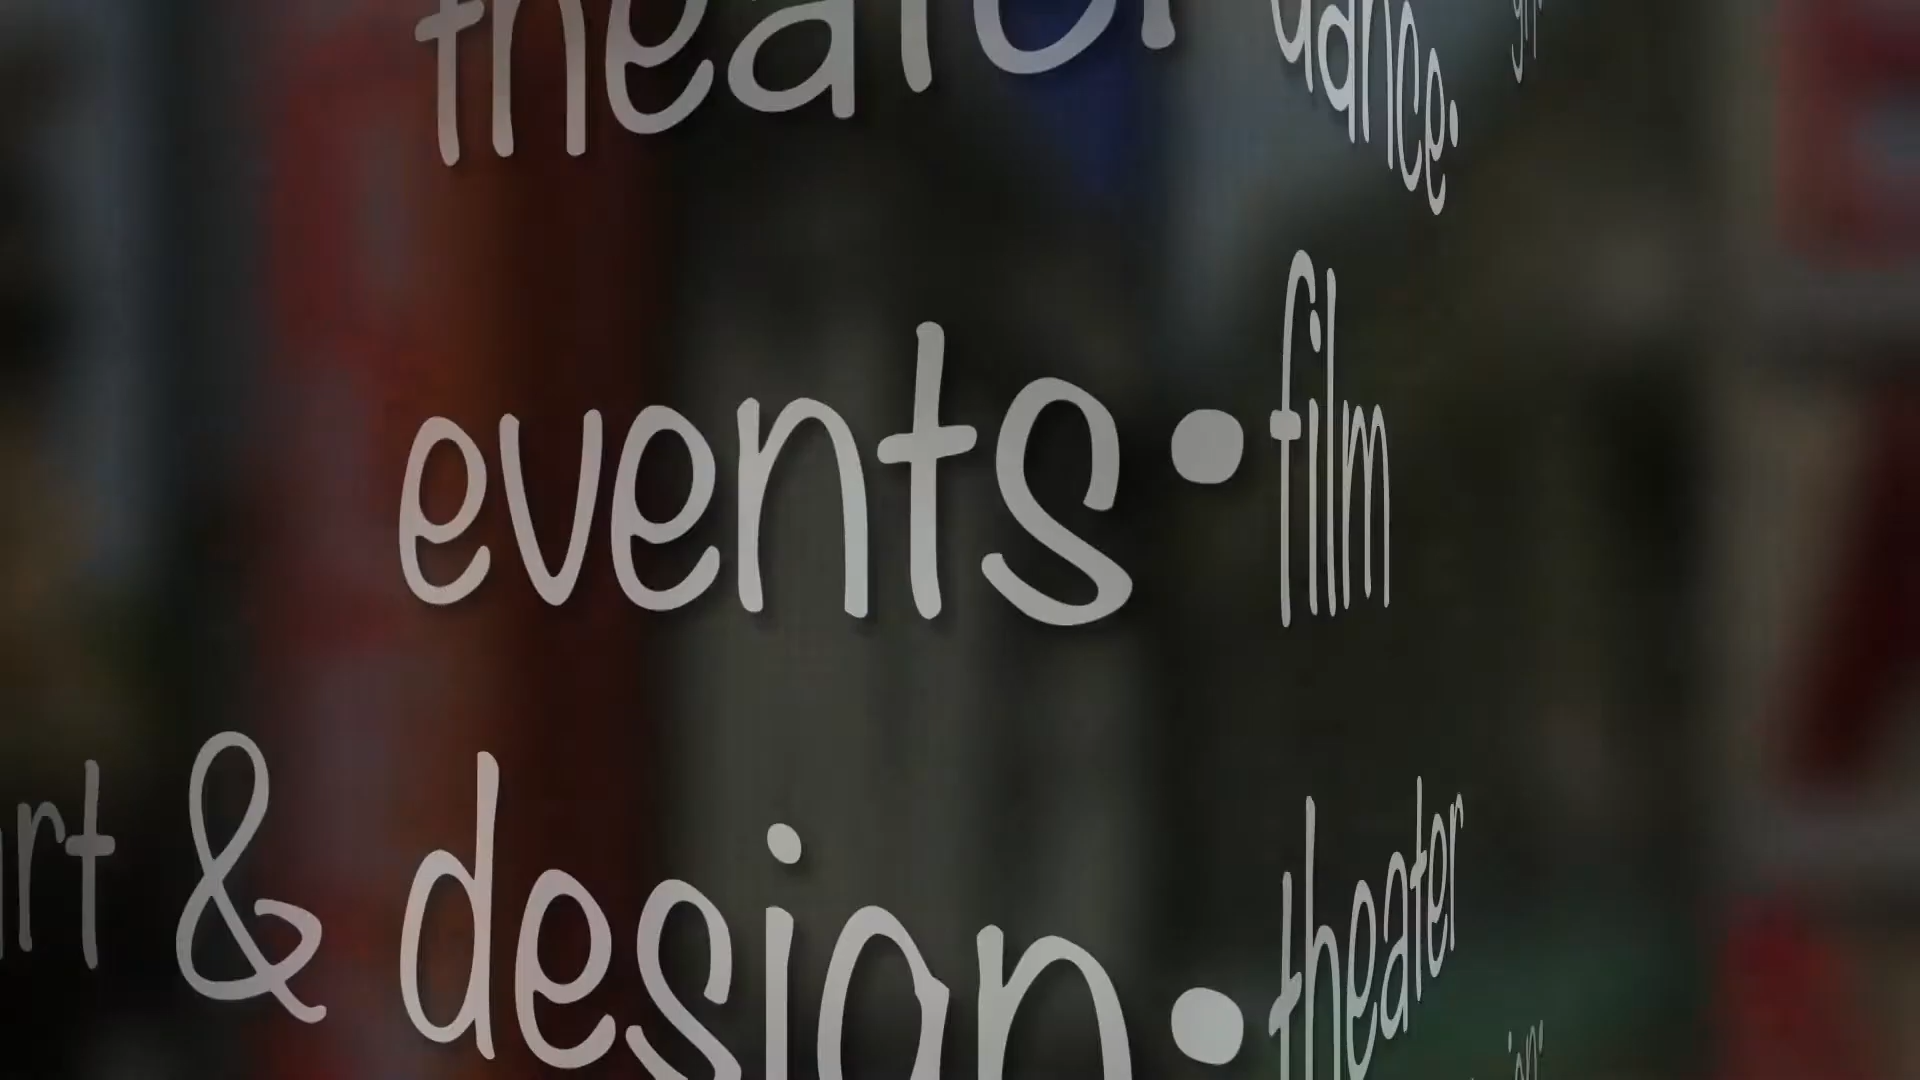 theater dance.
events • film
art & design • theater